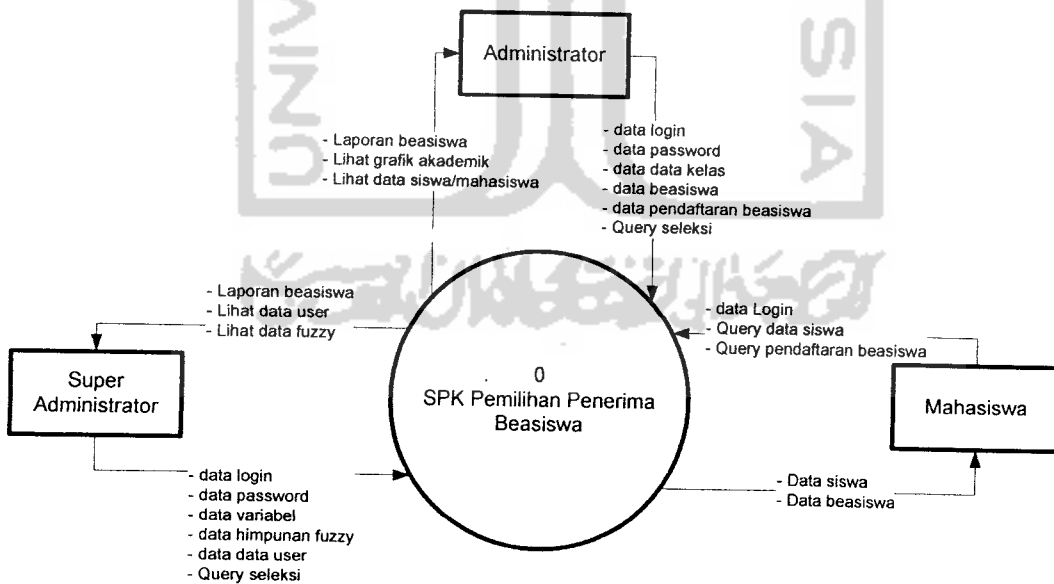 Administrator
- Laporan beasiswa
- Lihat grafik akademik
- Lihat data siswa/mahasiswa
- data login
- data password
- data data kelas
- data beasiswa
- data pendaftaran beasiswa
- Query seleksi
- Laporan beasiswa
- Lihat data user
- Lihat data fuzzy
- data Login
- Query data siswa
- Query pendaftaran beasiswa
Super
Administrator
0
SPK Pemilihan Penerima
Beasiswa
Mahasiswa
- data login
- data password
- data variabel
- data himpunan fuzzy
- data data user
- Query seleksi
- Data siswa
- Data beasiswa